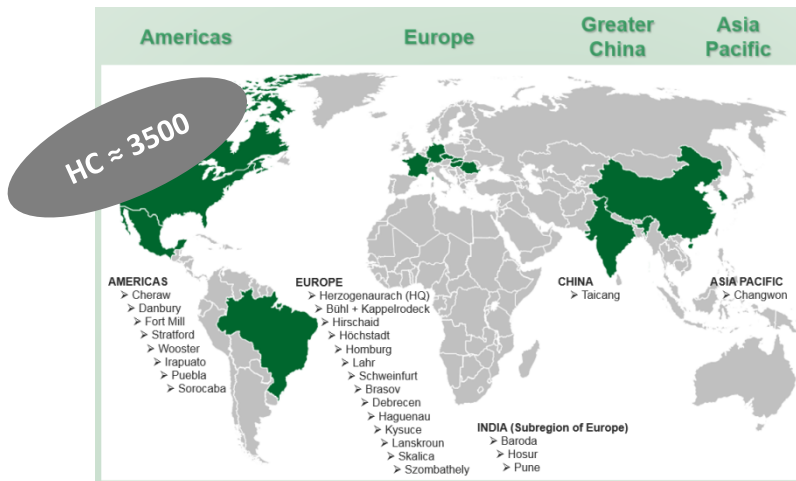 Americas
Europe
Greater
China
Asia
Pacific
HC ≈ 3500
AMERICAS
➢ Cheraw
➢ Danbury
➢ Fort Mill
➢ Stratford
➢ Wooster
➢ Irapuato
➢ Puebla
➢ Sorocaba
EUROPE
➢ Herzogenaurach (HQ)
➢ Bühl + Kappelrodeck
➢ Hirschaid
➢ Höchstadt
➢ Homburg
➢ Lahr
➢ Schweinfurt
➢ Brasov
➢ Debrecen
➢ Haguenau
➢ Kysuce
➢ Lanskroun
➢ Skalica
➢ Szombathely
INDIA (Subregion of Europe)
➢ Baroda
➢ Hosur
➢ Pune
CHINA
➢ Taicang
ASIA PACIFIC
➢ Changwon